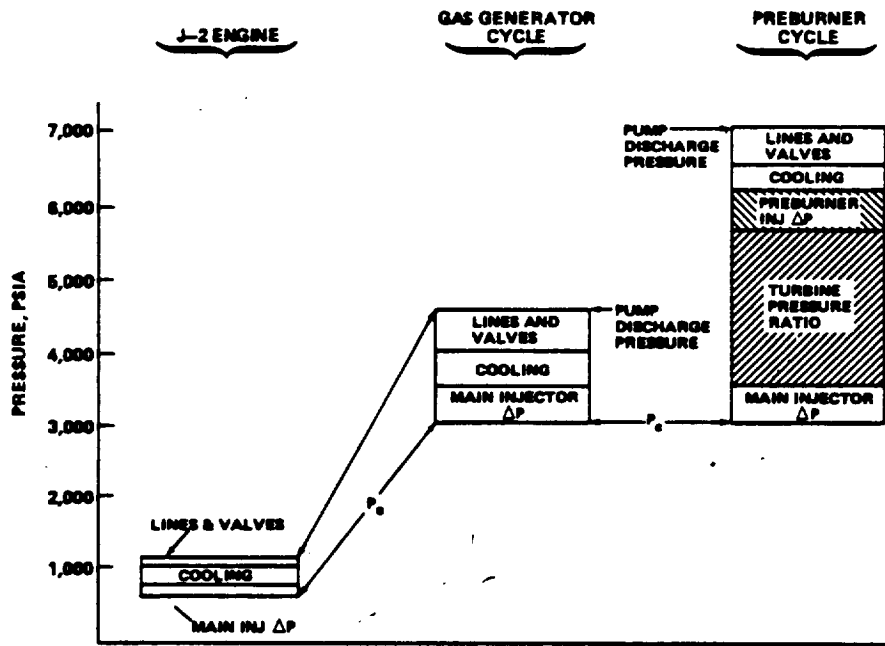 J-2 ENGINE
GAS GENERATOR
CYCLE
PREBURNER
CYCLE
PRESSURE, PSIA
7,000
6,000
5,000
4,000
3,000
2,000
1,000
LINES & VALVES
COOLING
MAIN INJ ΔP
P_c
LINES AND
VALVES
COOLING
MAIN INJECTOR
ΔP
PUMP
DISCHARGE
PRESSURE
P_c
PUMP
DISCHARGE
PRESSURE
LINES AND
VALVES
COOLING
PREBURNER
INJ ΔP
TURBINE
PRESSURE
RATIO
MAIN INJECTOR
ΔP